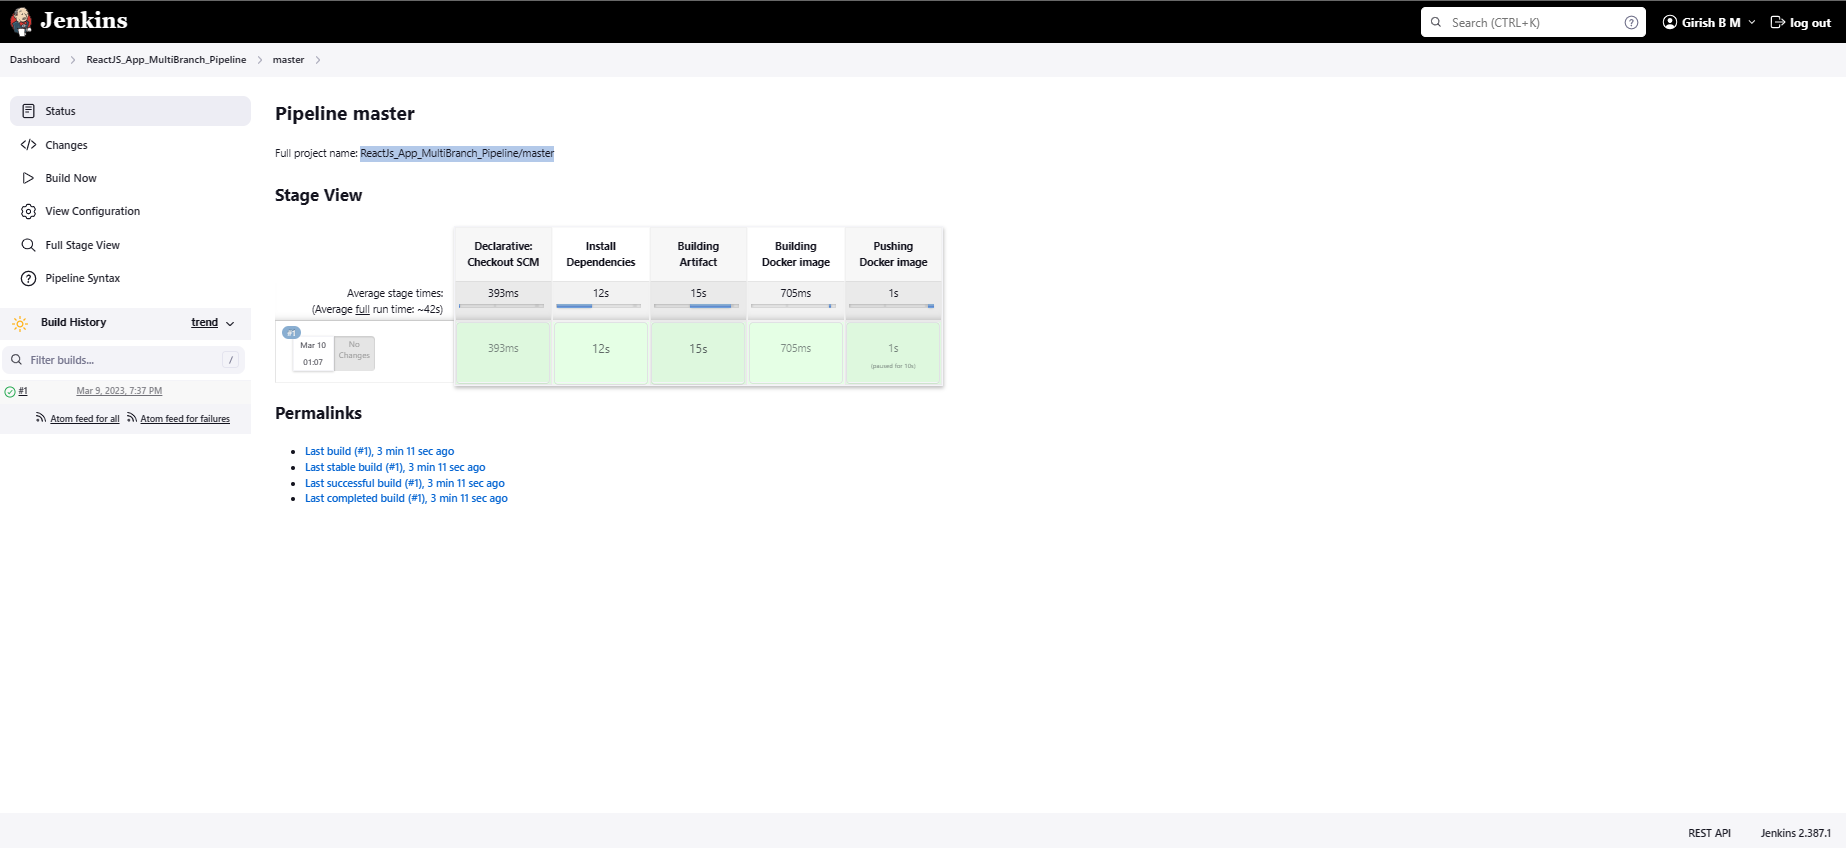 Jenkins
Search (CTRL+K)
Girish B M
log out
Dashboard
ReactJS_App_MultiBranch_Pipeline
master
Status
Changes
Build Now
View Configuration
Full Stage View
Pipeline Syntax
Build History
trend
Filter builds...
/
#1
Mar 9, 2023, 7:37 PM
Atom feed for all
Atom feed for failures
Pipeline master
Full project name: ReactJs_App_MultiBranch_Pipeline/master
Stage View
Declarative:
Checkout SCM
Install
Dependencies
Building
Artifact
Building
Docker image
Pushing
Docker image
Average stage times:
(Average full run time: ~42s)
393ms
12s
15s
705ms
1s
#1
Mar 10
01:07
No
Changes
393ms
12s
15s
705ms
1s
(paused for 10s)
Permalinks
Last build (#1), 3 min 11 sec ago
Last stable build (#1), 3 min 11 sec ago
Last successful build (#1), 3 min 11 sec ago
Last completed build (#1), 3 min 11 sec ago
REST API
Jenkins 2.387.1